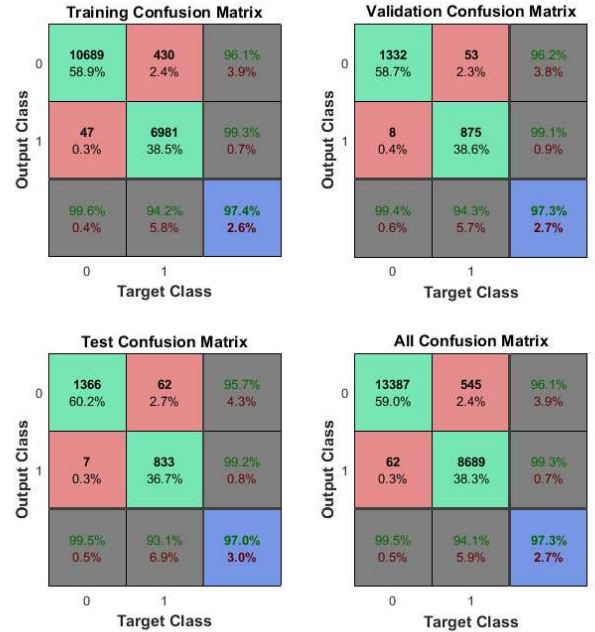 Training Confusion Matrix
Output Class
0
10689 430 96.1%
58.9% 2.4% 3.9%
1
47 6981 99.3%
0.3% 38.5% 0.7%
99.6% 94.2% 97.4%
0.4% 5.8% 2.6%
0 1
Target Class
Validation Confusion Matrix
Output Class
0
1332 53 96.2%
58.7% 2.3% 3.8%
1
8 875 99.1%
0.4% 38.6% 0.9%
99.4% 94.3% 97.3%
0.6% 5.7% 2.7%
0 1
Target Class
Test Confusion Matrix
Output Class
0
1366 62 95.7%
60.2% 2.7% 4.3%
1
7 833 99.2%
0.3% 36.7% 0.8%
99.5% 93.1% 97.0%
0.5% 6.9% 3.0%
0 1
Target Class
All Confusion Matrix
Output Class
0
13387 545 96.1%
59.0% 2.4% 3.9%
1
62 8689 99.3%
0.3% 38.3% 0.7%
99.5% 94.1% 97.3%
0.5% 5.9% 2.7%
0 1
Target Class